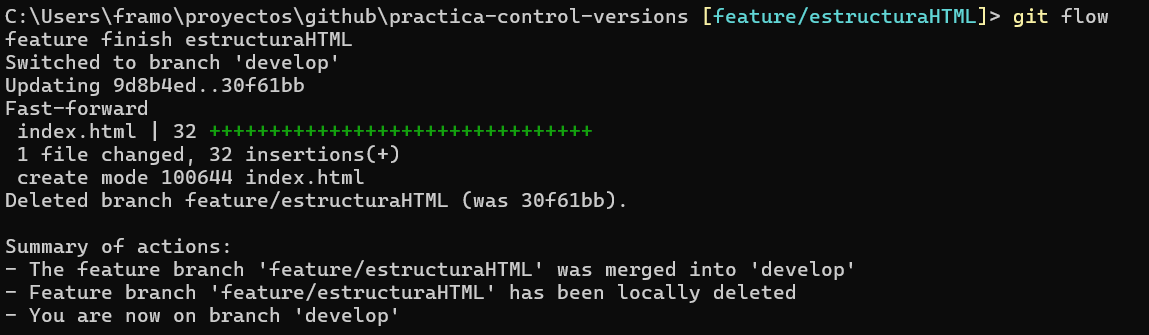 C:\Users\framo\proyectos\github\practica-control-versions [feature/estructuraHTML]> git flow
feature finish estructuraHTML
Switched to branch 'develop'
Updating 9d8b4ed..30f61bb
Fast-forward
 index.html | 32 ++++++++++++++++++++++++++++++++
 1 file changed, 32 insertions(+)
 create mode 100644 index.html
Deleted branch feature/estructuraHTML (was 30f61bb).

Summary of actions:
- The feature branch 'feature/estructuraHTML' was merged into 'develop'
- Feature branch 'feature/estructuraHTML' has been locally deleted
- You are now on branch 'develop'